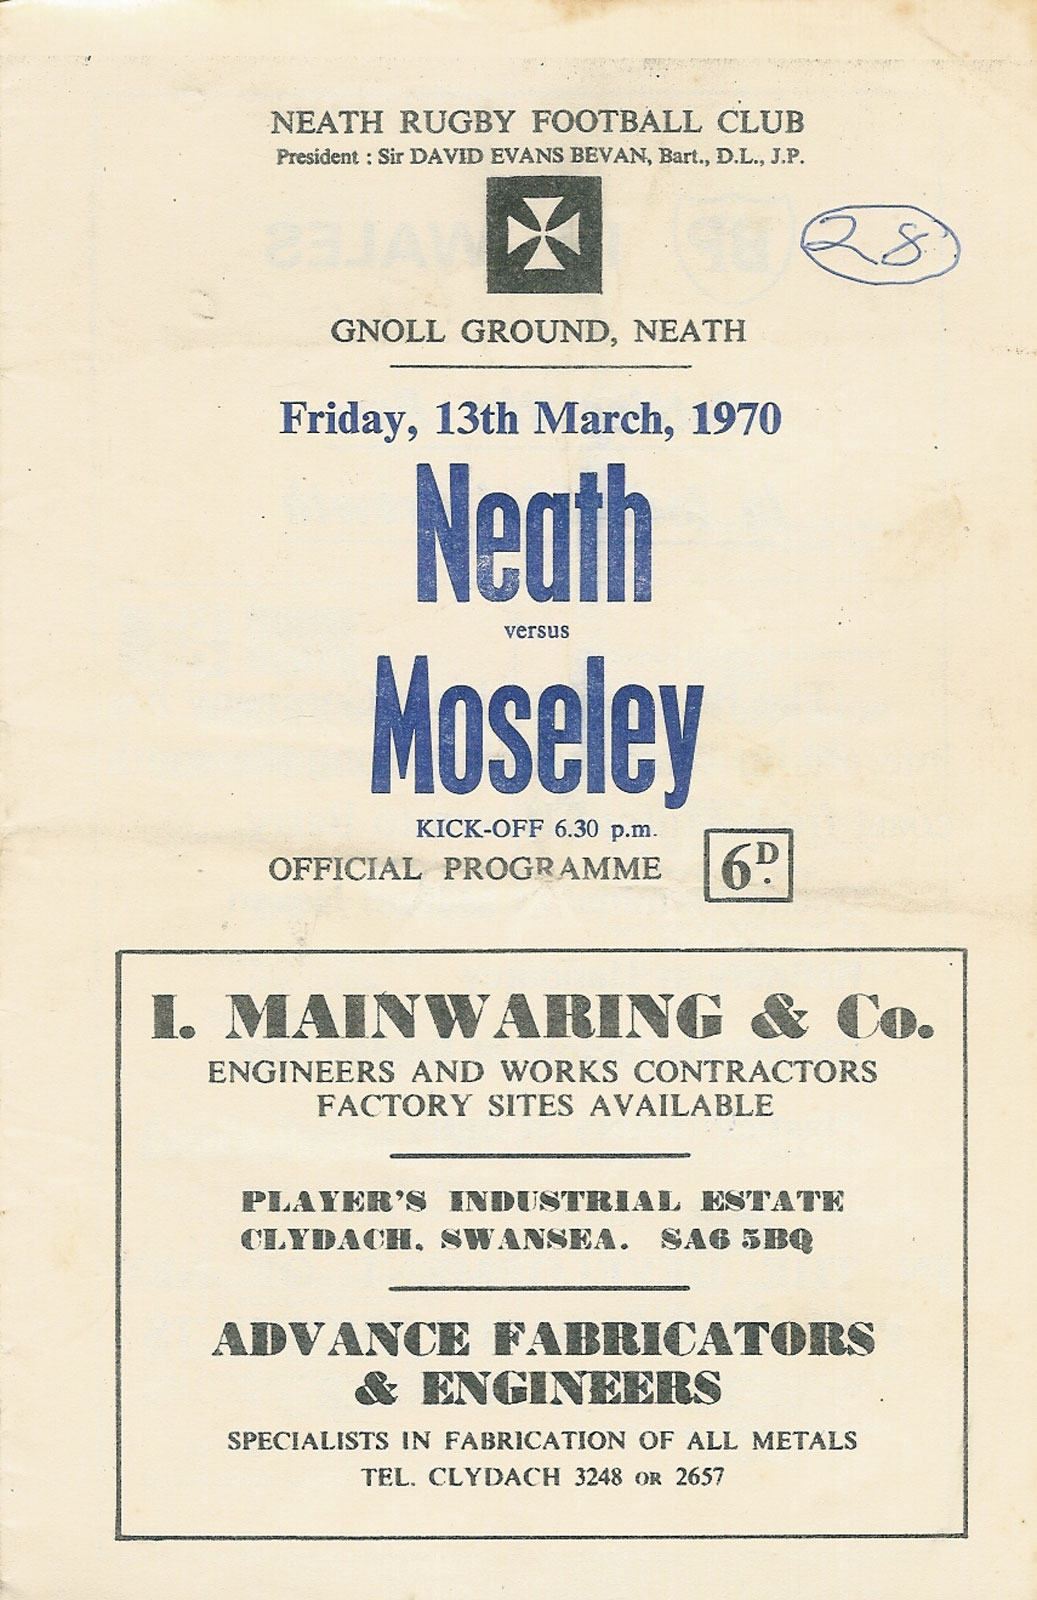 NEATH RUGBY FOOTBALL CLUB
President : Sir DAVID EVANS BEVAN, Bart., D.L., J.P.
28
GNOLL GROUND, NEATH
Friday, 13th March, 1970
Neath
versus
Moseley
KICK-OFF 6.30 p.m.
OFFICIAL PROGRAMME 6D.
I. MAINWARING & Co.
ENGINEERS AND WORKS CONTRACTORS
FACTORY SITES AVAILABLE
PLAYER'S INDUSTRIAL ESTATE
CLYDACH, SWANSEA. SA6 5BQ
ADVANCE FABRICATORS
& ENGINEERS
SPECIALISTS IN FABRICATION OF ALL METALS
TEL. CLYDACH 3248 OR 2657